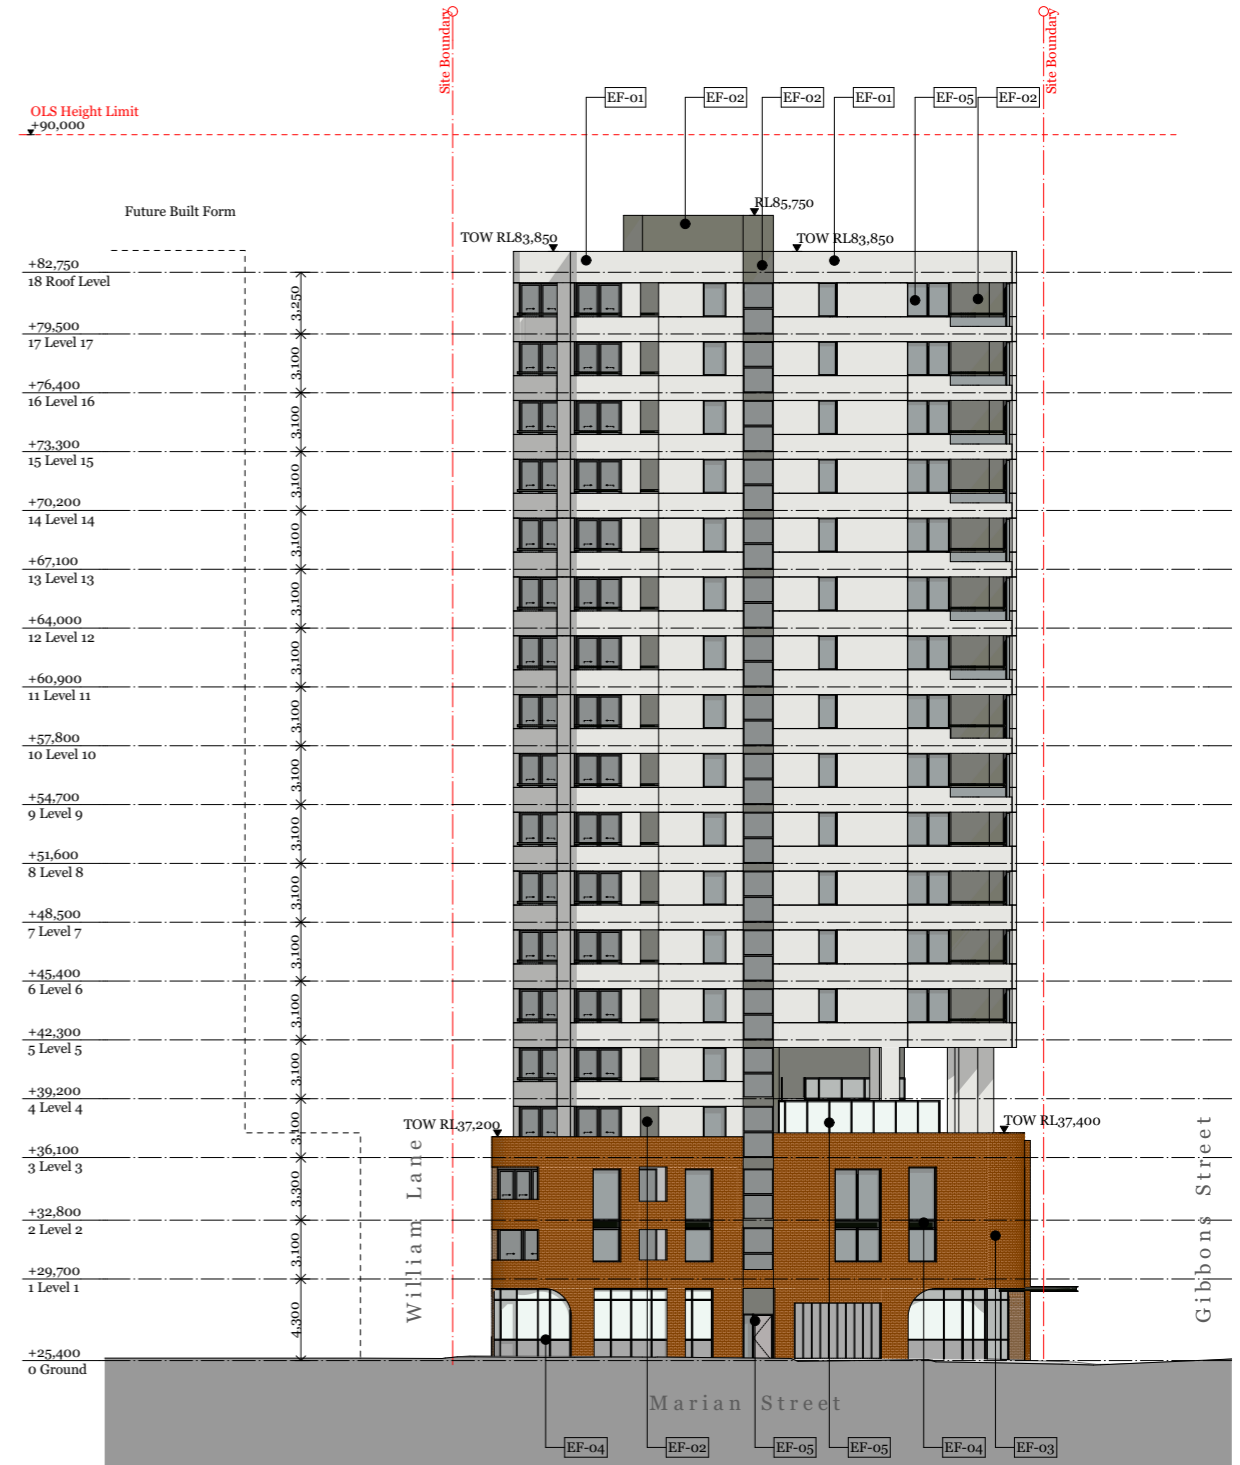 Site Boundary
Site Boundary
EF-01
EF-02
EF-02
EF-01
EF-05
EF-02
OLS Height Limit
+90,000
Future Built Form
RL85,750
TOW RL83,850
TOW RL83,850
+82,750
18 Roof Level
3,250
+79,500
17 Level 17
3,100
+76,400
16 Level 16
3,100
+73,300
15 Level 15
3,100
+70,200
14 Level 14
3,100
+67,100
13 Level 13
3,100
+64,000
12 Level 12
3,100
+60,900
11 Level 11
3,100
+57,800
10 Level 10
3,100
+54,700
9 Level 9
3,100
+51,600
8 Level 8
3,100
+48,500
7 Level 7
3,100
+45,400
6 Level 6
3,100
+42,300
5 Level 5
3,100
+39,200
4 Level 4
3,100
TOW RL37,200
TOW RL37,400
+36,100
3 Level 3
3,300
+32,800
2 Level 2
3,100
+29,700
1 Level 1
4,300
+25,400
0 Ground
William Lane
Gibbons Street
Marian Street
EF-04
EF-02
EF-05
EF-05
EF-04
EF-03